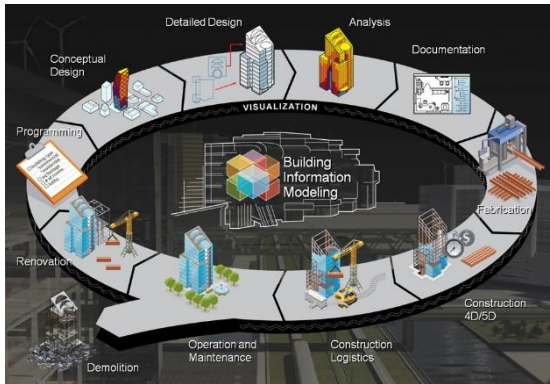 Detailed Design
Analysis
Conceptual
Design
Documentation
VISUALIZATION
Programming
Building
Information
Modeling
Fabrication
Renovation
Construction
4D/5D
Operation and
Maintenance
Construction
Logistics
Demolition